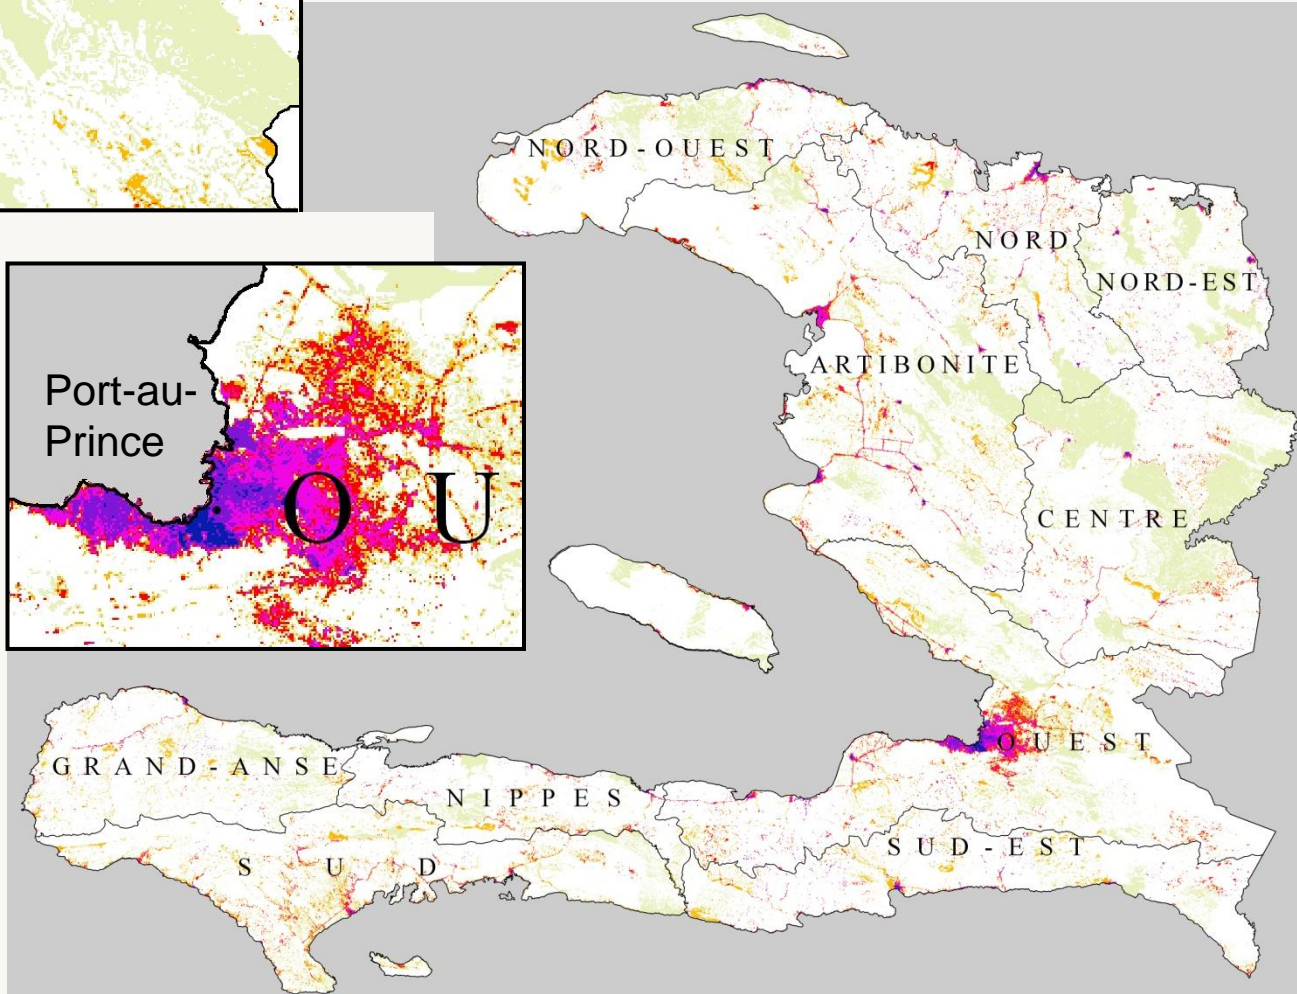 NORD-OUEST
NORD
NORD-EST
ARTIBONITE
Port-au-
Prince
O U
CENTRE
OUEST
GRAND-ANSE
NIPPES
SUD-EST
SUD